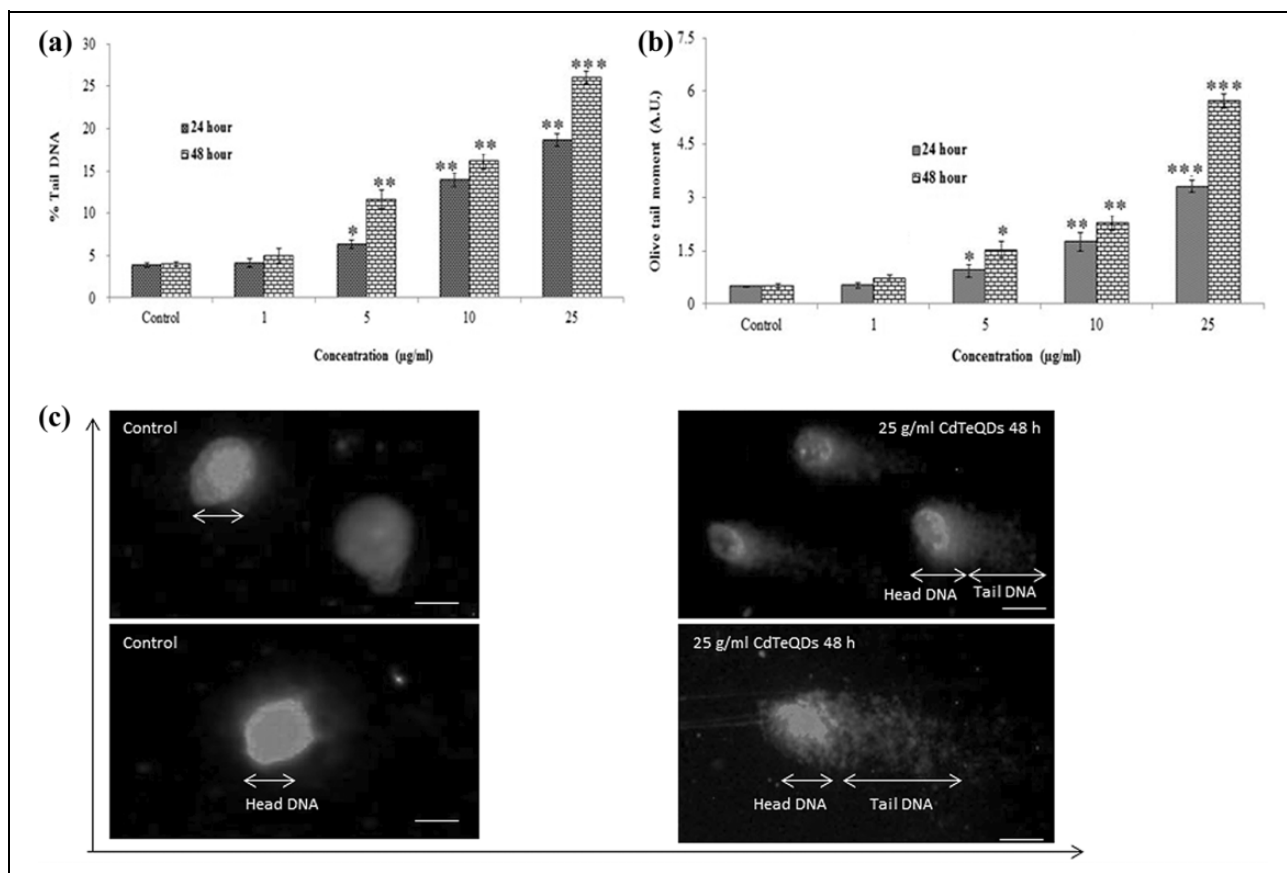 (a)
30
25
20
15
10
5
0
% Tail DNA
24 hour
48 hour
*
**
**
**
**
***
Control 1 5 10 25
Concentration (µg/ml)
(b)
7.5
6
4.5
3
1.5
0
Olive tail moment (A.U.)
24 hour
48 hour
*
*
**
**
***
***
Control 1 5 10 25
Concentration (µg/ml)
(c)
Control
25 g/ml CdTeQDs 48 h
Head DNA Tail DNA
Control
Head DNA
25 g/ml CdTeQDs 48 h
Head DNA Tail DNA